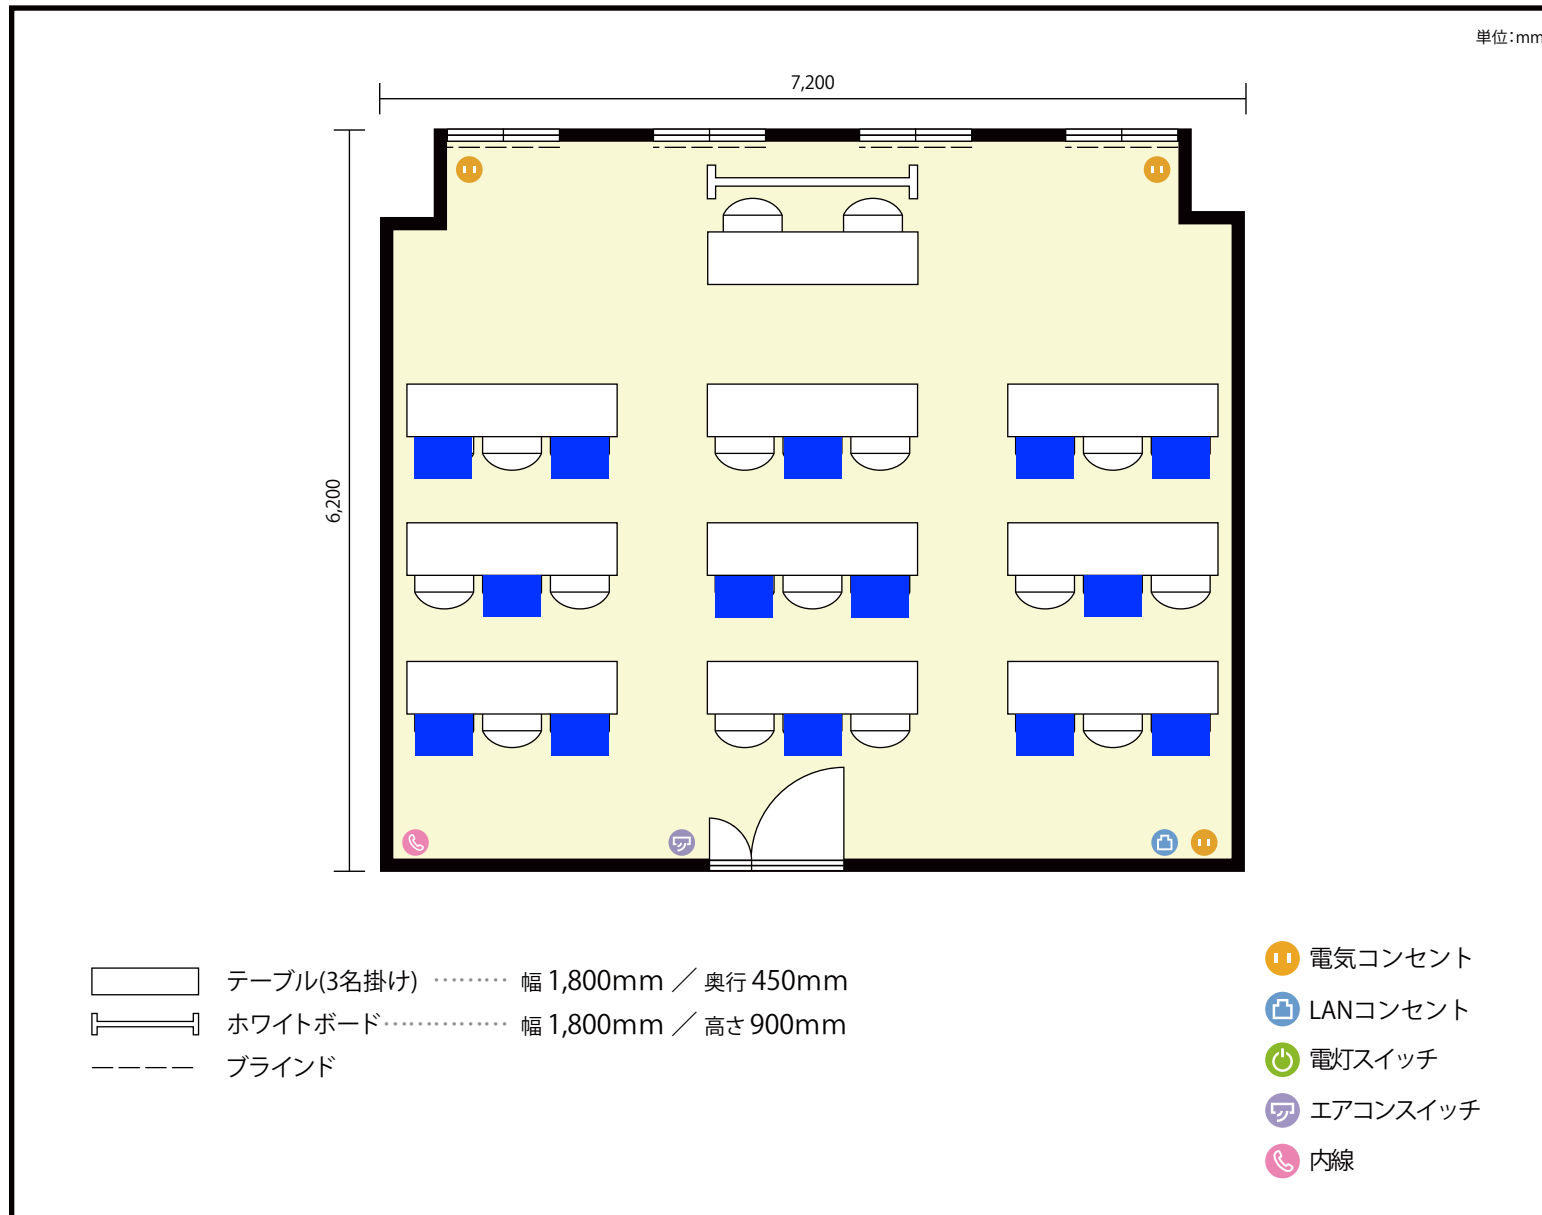 単位:mm
7,200
6,200
テーブル(3名掛け) ········· 幅 1,800mm ／ 奥行 450mm
ホワイトボード·············· 幅 1,800mm ／ 高さ 900mm
ブラインド
電気コンセント
LANコンセント
電灯スイッチ
エアコンスイッチ
内線